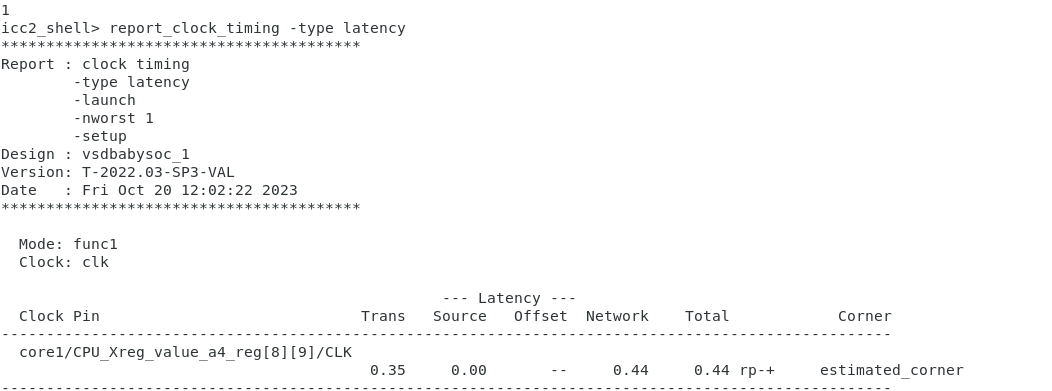 1
icc2_shell> report_clock_timing -type latency
****************************************
Report : clock timing
        -type latency
        -launch
        -nworst 1
        -setup
Design : vsdbabysoc_1
Version: T-2022.03-SP3-VAL
Date   : Fri Oct 20 12:02:22 2023
****************************************
  Mode: func1
  Clock: clk
                                                 --- Latency ---
  Clock Pin                             Trans   Source   Offset  Network    Total            Corner
---------------------------------------------------------------------------------------------------
  core1/CPU_Xreg_value_a4_reg[8][9]/CLK
                                         0.35     0.00       --     0.44     0.44 rp-+     estimated_corner
---------------------------------------------------------------------------------------------------